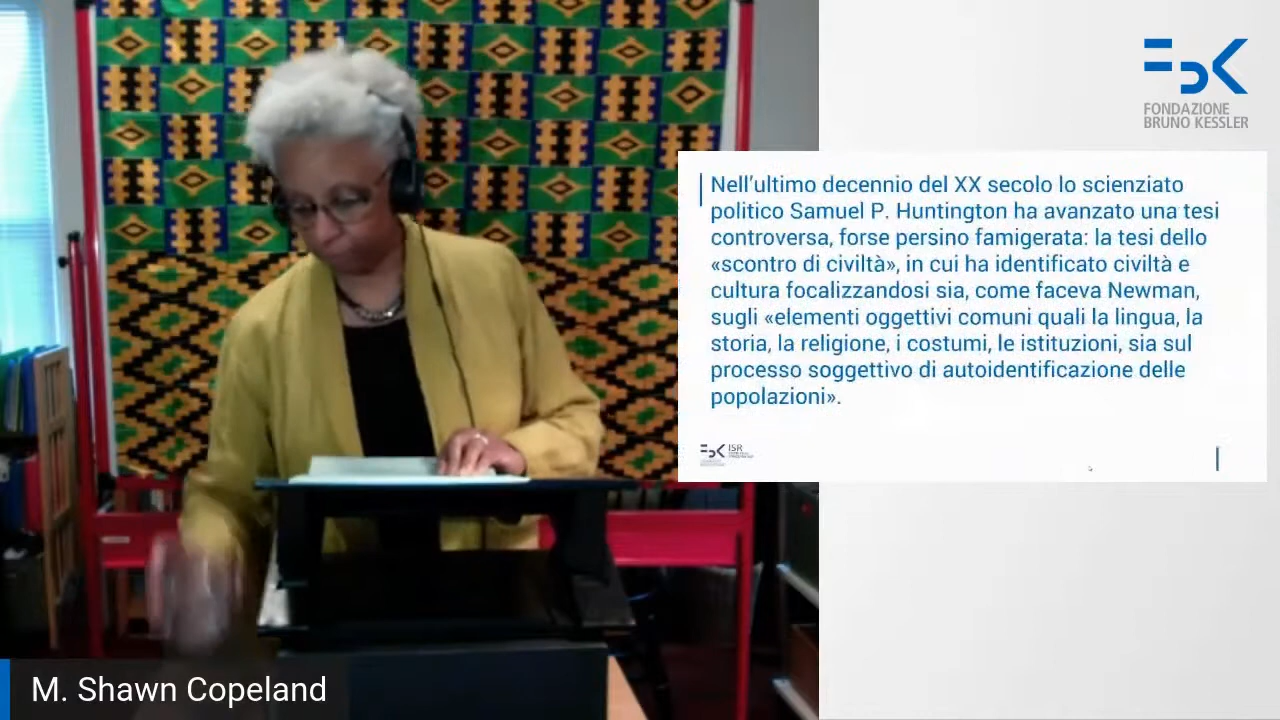 FONDAZIONE
BRUNO KESSLER
Nell'ultimo decennio del XX secolo lo scienziato
politico Samuel P. Huntington ha avanzato una tesi
controversa, forse persino famigerata: la tesi dello
«scontro di civiltà», in cui ha identificato civiltà e
cultura focalizzandosi sia, come faceva Newman,
sugli «elementi oggettivi comuni quali la lingua, la
storia, la religione, i costumi, le istituzioni, sia sul
processo soggettivo di autoidentificazione delle
popolazioni».
ISR
M. Shawn Copeland